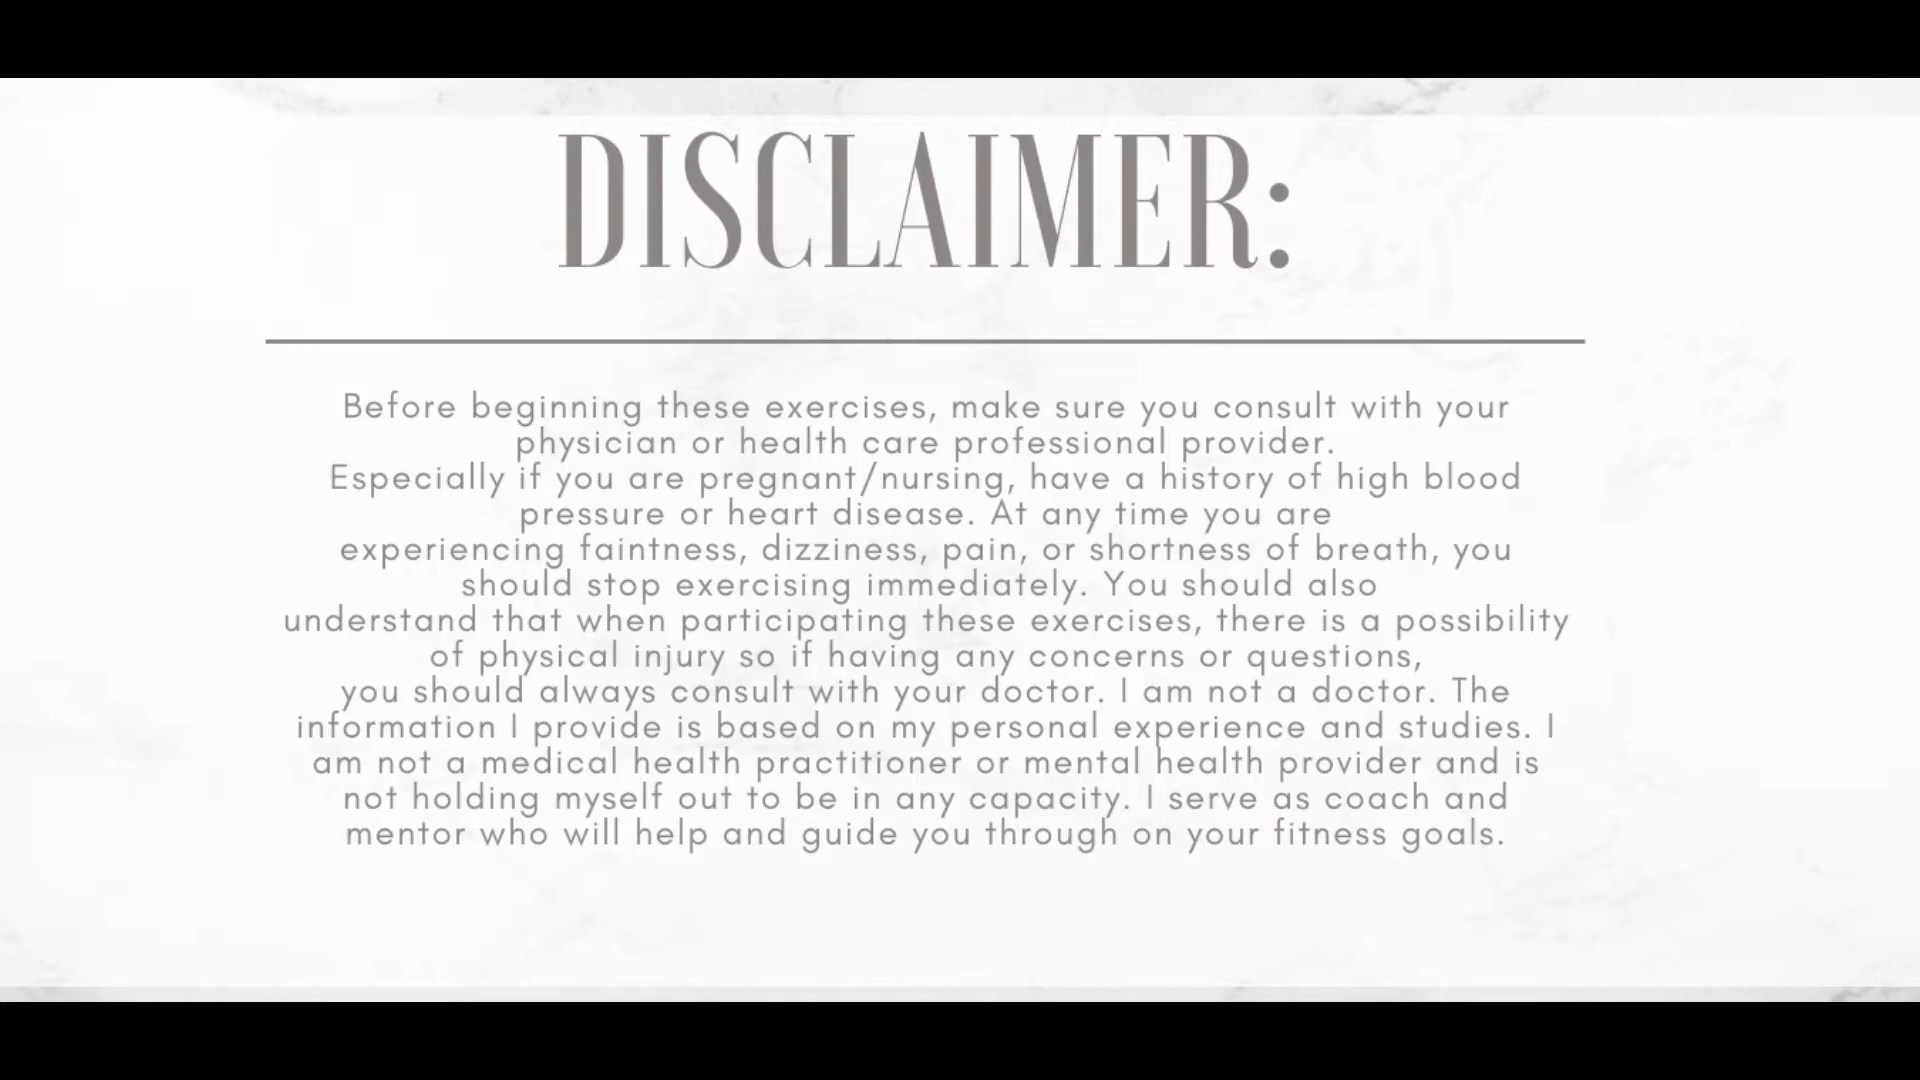 DISCLAIMER:
Before beginning these exercises, make sure you consult with your
physician or health care professional provider.
Especially if you are pregnant/nursing, have a history of high blood
pressure or heart disease. At any time you are
experiencing faintness, dizziness, pain, or shortness of breath, you
should stop exercising immediately. You should also
understand that when participating these exercises, there is a possibility
of physical injury so if having any concerns or questions,
you should always consult with your doctor. I am not a doctor. The
information I provide is based on my personal experience and studies. I
am not a medical health practitioner or mental health provider and is
not holding myself out to be in any capacity. I serve as coach and
mentor who will help and guide you through on your fitness goals.